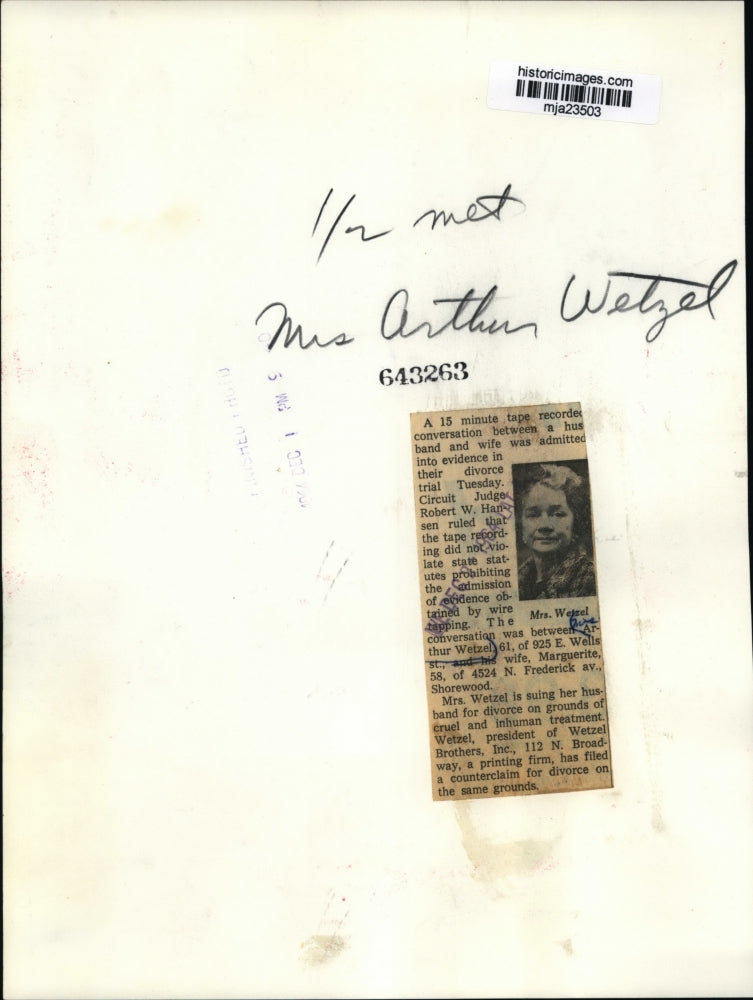 historicimages.com
mja23503
1/2 met
Mrs Arthur Wetzel
643263
A 15 minute tape recorded
conversation between a hus
band and wife was admitted
into evidence in
their divorce
trial Tuesday.
Circuit Judge
Robert W. Han-
sen ruled that
the tape record-
ing did not vio-
late state stat-
utes prohibiting
the admission
of evidence ob-
tained by wire
tapping. The
Mrs. Wetzel
conversation was between Ar-
thur Wetzel, 61, of 925 E. Wells
st., and his wife, Marguerite,
58, of 4524 N. Frederick av.,
Shorewood.
Mrs. Wetzel is suing her hus-
band for divorce on grounds of
cruel and inhuman treatment.
Wetzel, president of Wetzel
Brothers, Inc., 112 N. Broad-
way, a printing firm, has filed
a counterclaim for divorce on
the same grounds.
DEC 1 AM 5